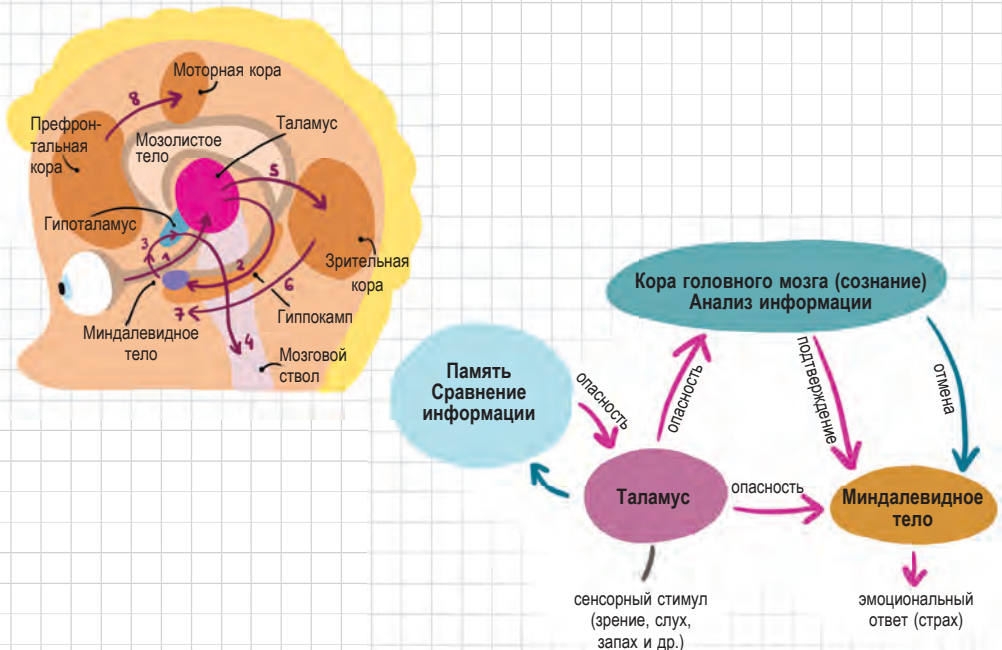 Моторная кора
8
Префрон-
тальная
кора
Мозолистое
тело
Таламус
5
Гипоталамус
3
1
2
6
Зрительная
кора
7
Гиппокамп
Миндалевидное
тело
4
Мозговой
ствол
Кора головного мозга (сознание)
Анализ информации
Память
Сравнение
информации
опасность
опасность
подтверждение
отмена
Таламус
опасность
Миндалевидное
тело
сенсорный стимул
(зрение, слух,
запах и др.)
эмоциональный
ответ (страх)